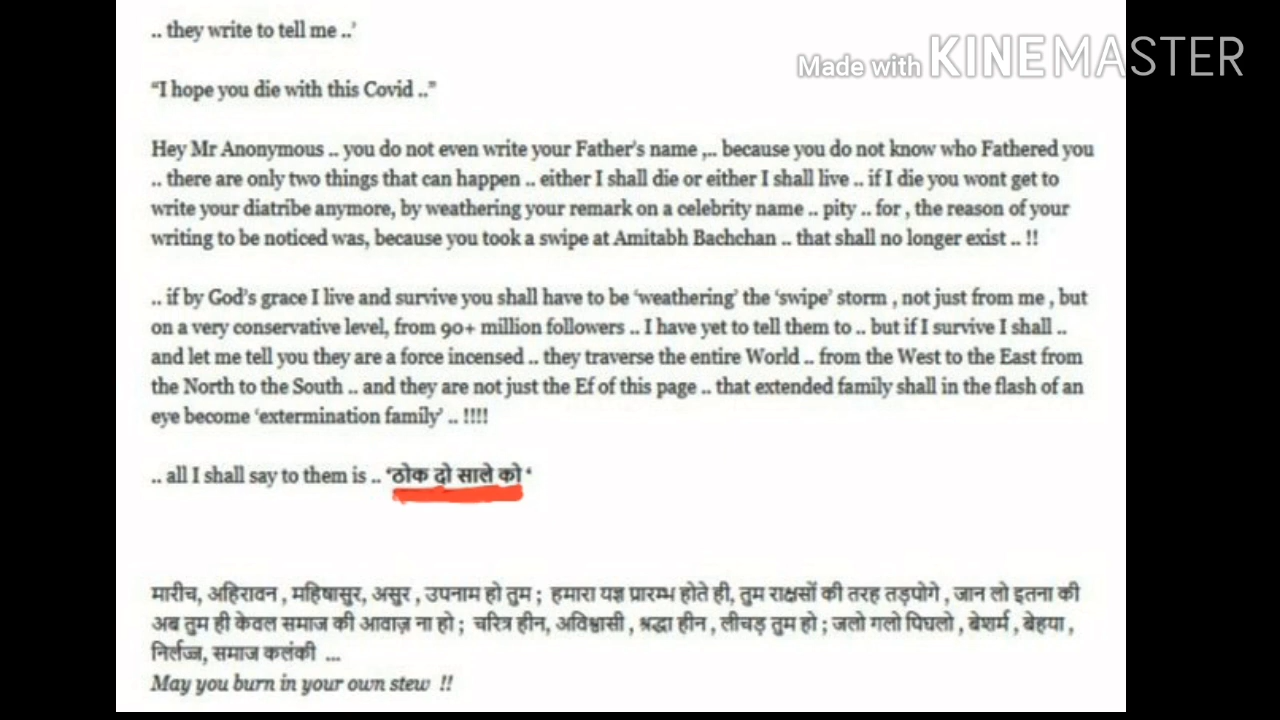 .. they write to tell me ..’
Made with KINEMASTER
“I hope you die with this Covid ..”
Hey Mr Anonymous .. you do not even write your Father's name ,.. because you do not know who Fathered you
.. there are only two things that can happen .. either I shall die or either I shall live .. if I die you wont get to
write your diatribe anymore, by weathering your remark on a celebrity name .. pity .. for , the reason of your
writing to be noticed was, because you took a swipe at Amitabh Bachchan .. that shall no longer exist .. !!
.. if by God’s grace I live and survive you shall have to be ‘weathering’ the ‘swipe’ storm , not just from me , but
on a very conservative level, from 90+ million followers .. I have yet to tell them to .. but if I survive I shall ..
and let me tell you they are a force incensed .. they traverse the entire World .. from the West to the East from
the North to the South .. and they are not just the Ef of this page .. that extended family shall in the flash of an
eye become ‘extermination family’ .. !!!!
.. all I shall say to them is .. ‘ठोक दो साले को ‘
मारीच, अहिरावन , महिषासुर, असुर , उपनाम हो तुम ; हमारा यज्ञ प्रारम्भ होते ही, तुम राक्षसों की तरह तड़पोगे , जान लो इतना की
अब तुम ही केवल समाज की आवाज़ ना हो ; चरित्र हीन, अविश्वासी , श्रद्धा हीन , लीचड़ तुम हो ; जलो गलो पिघलो , बेशर्म , बेहया ,
निर्लज्ज, समाज कलंकी ...
May you burn in your own stew !!